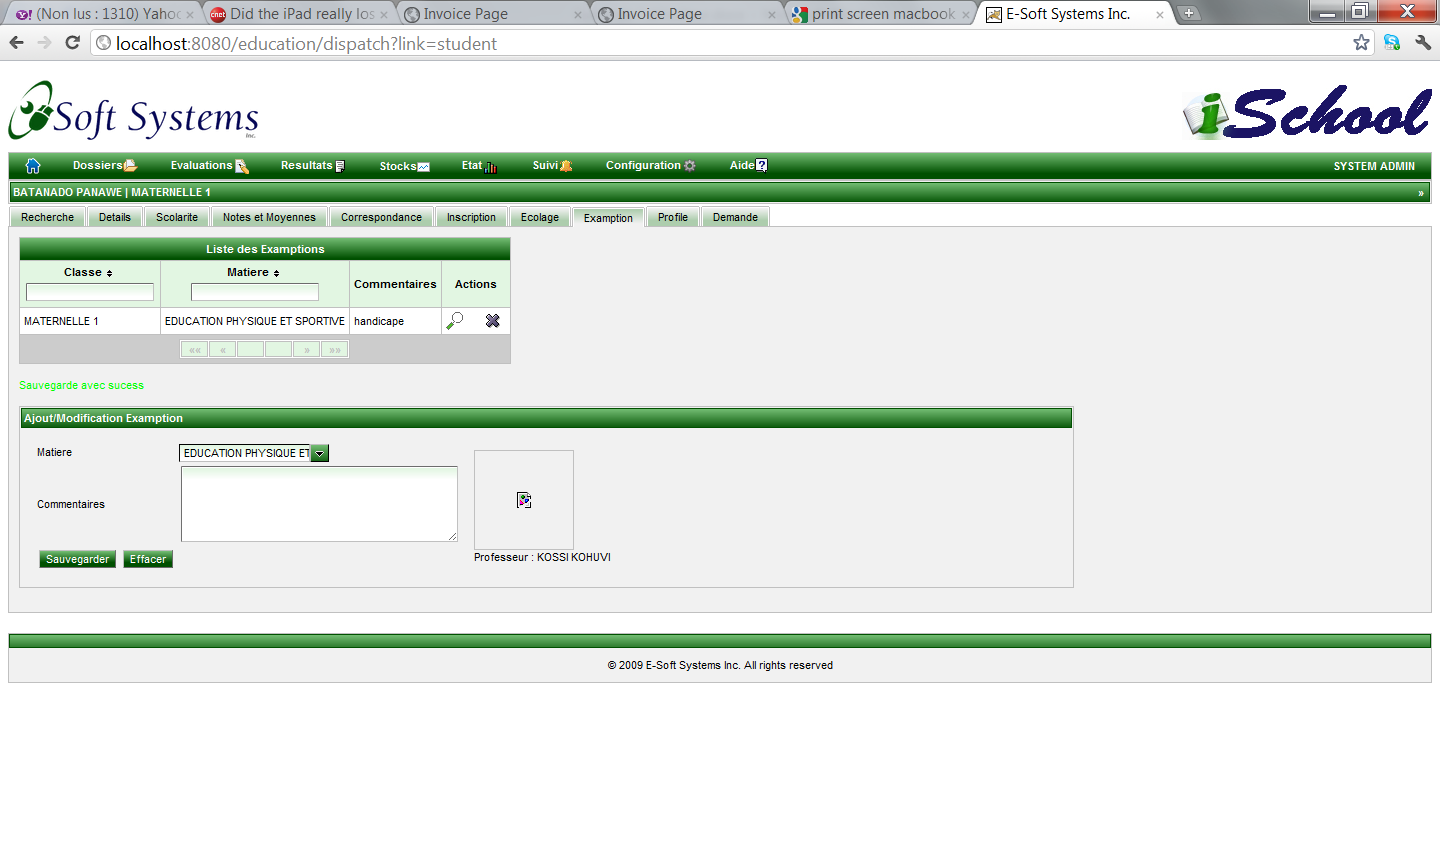 (Non lus : 1310) Yahoo
Did the iPad really los
Invoice Page
Invoice Page
print screen macbook
E-Soft Systems Inc.
localhost:8080/education/dispatch?link=student
Soft Systems
Inc.
iSchool
Dossiers Evaluations Resultats Stocks Etat Suivi Configuration Aide SYSTEM ADMIN
BATANADO PANAWE | MATERNELLE 1 »
Recherche Details Scolarite Notes et Moyennes Correspondance Inscription Ecolage Examption Profile Demande
Liste des Examptions
Classe Matiere Commentaires Actions
MATERNELLE 1 EDUCATION PHYSIQUE ET SPORTIVE handicape
«« « » »»
Sauvegarde avec sucess
Ajout/Modification Examption
Matiere EDUCATION PHYSIQUE ET
Commentaires
Sauvegarder Effacer
Professeur : KOSSI KOHUVI
© 2009 E-Soft Systems Inc. All rights reserved